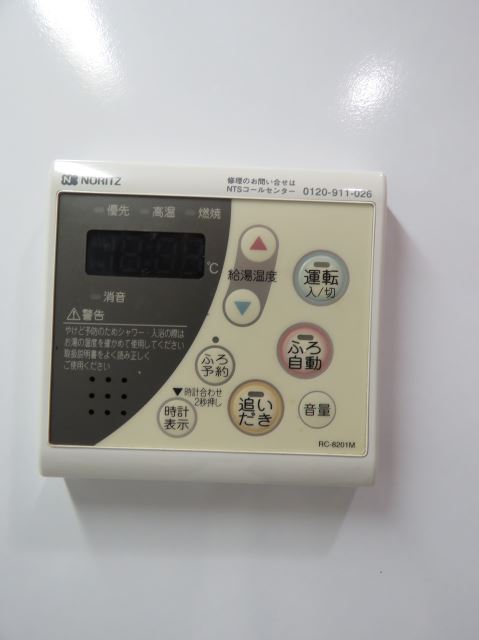 NORITZ
修理のお問い合せは
NTSコールセンター 0120-911-026
優先 高温 燃焼
℃
給湯温度
運転
入/切
消音
警告
やけど予防のためシャワー・入浴の際は
お湯の温度を確かめて使用してください
取扱説明書をよく読み正しく
ご使用ください
ふろ
予約
ふろ
自動
▼時計合わせ
2秒押し
時計
表示
追い
だき
音量
RC-8201M